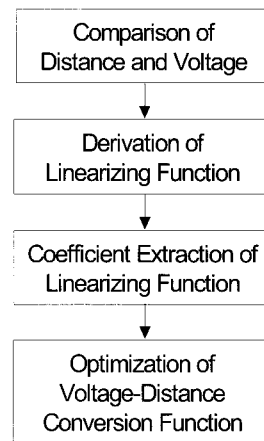 Comparison of
Distance and Voltage
Derivation of
Linearizing Function
Coefficient Extraction of
Linearizing Function
Optimization of
Voltage-Distance
Conversion Function